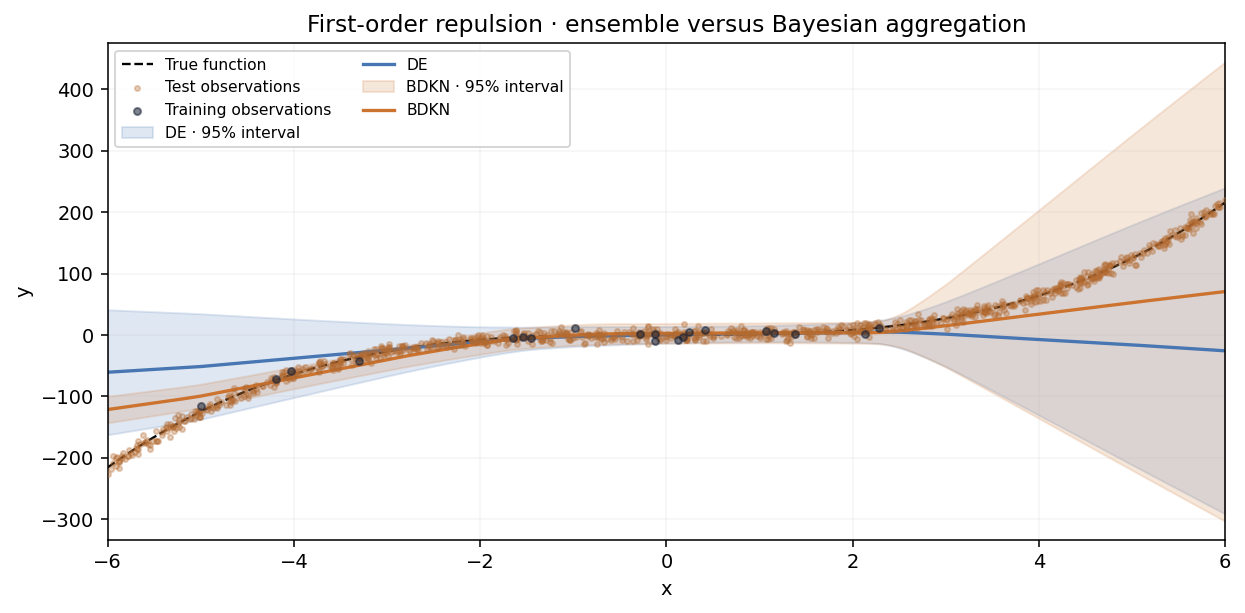 First-order repulsion · ensemble versus Bayesian aggregation
True function
Test observations
Training observations
DE · 95% interval
DE
BDKN · 95% interval
BDKN
400
300
200
100
0
−100
−200
−300
y
−6
−4
−2
0
2
4
6
x